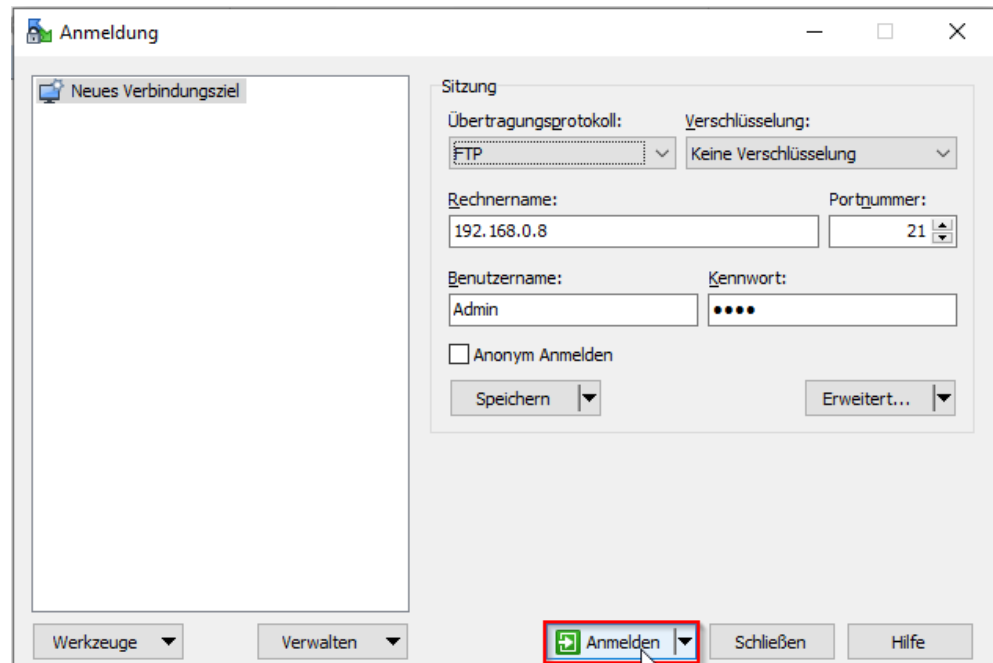 Anmeldung
Neues Verbindungsziel
Sitzung
Übertragungsprotokoll: Verschlüsselung:
FTP Keine Verschlüsselung
Rechnername: Portnummer:
192.168.0.8 21
Benutzername: Kennwort:
Admin ●●●●
Anonym Anmelden
Speichern Erweitert...
Werkzeuge Verwalten Anmelden Schließen Hilfe